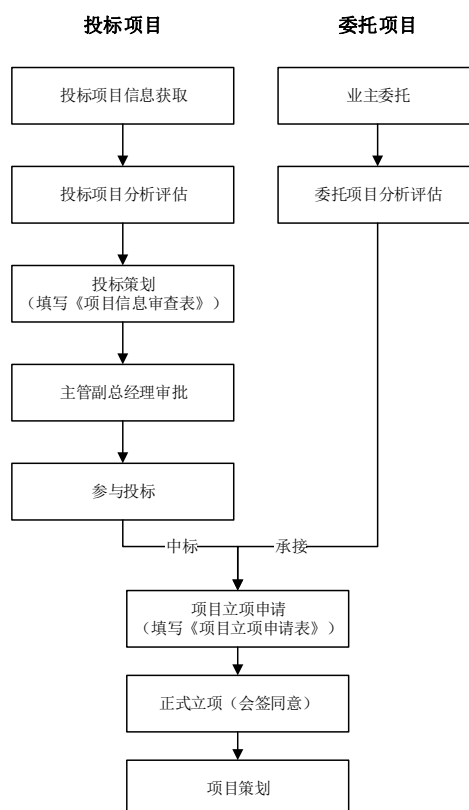 投标项目
委托项目
投标项目信息获取
业主委托
投标项目分析评估
委托项目分析评估
投标策划
（填写《项目信息审查表》）
主管副总经理审批
参与投标
中标
承接
项目立项申请
（填写《项目立项申请表》）
正式立项（会签同意）
项目策划